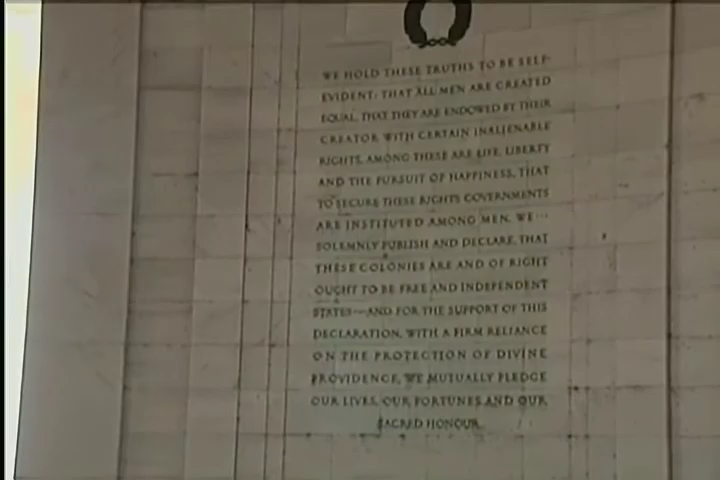 WE HOLD THESE TRUTHS TO BE SELF-
EVIDENT: THAT ALL MEN ARE CREATED
EQUAL, THAT THEY ARE ENDOWED BY THEIR
CREATOR WITH CERTAIN INALIENABLE
RIGHTS, AMONG THESE ARE LIFE, LIBERTY
AND THE PURSUIT OF HAPPINESS, THAT
TO SECURE THESE RIGHTS GOVERNMENTS
ARE INSTITUTED AMONG MEN. WE···
SOLEMNLY PUBLISH AND DECLARE, THAT
THESE COLONIES ARE AND OF RIGHT
OUGHT TO BE FREE AND INDEPENDENT
STATES—AND FOR THE SUPPORT OF THIS
DECLARATION, WITH A FIRM RELIANCE
ON THE PROTECTION OF DIVINE
PROVIDENCE, WE MUTUALLY PLEDGE
OUR LIVES, OUR FORTUNES AND OUR
SACRED HONOUR.